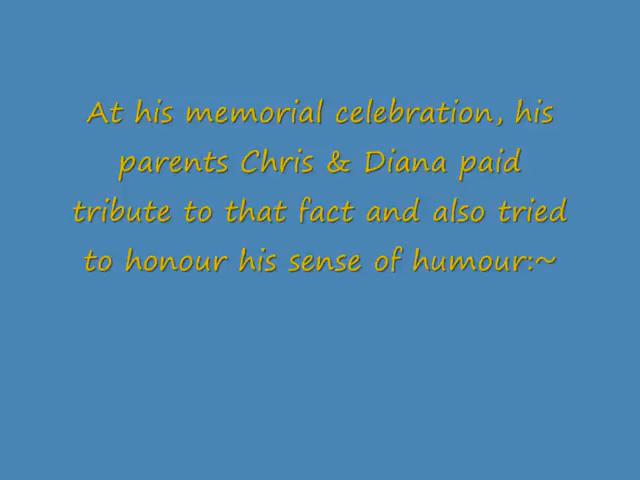 At his memorial celebration, his
parents Chris & Diana paid
tribute to that fact and also tried
to honour his sense of humour:~